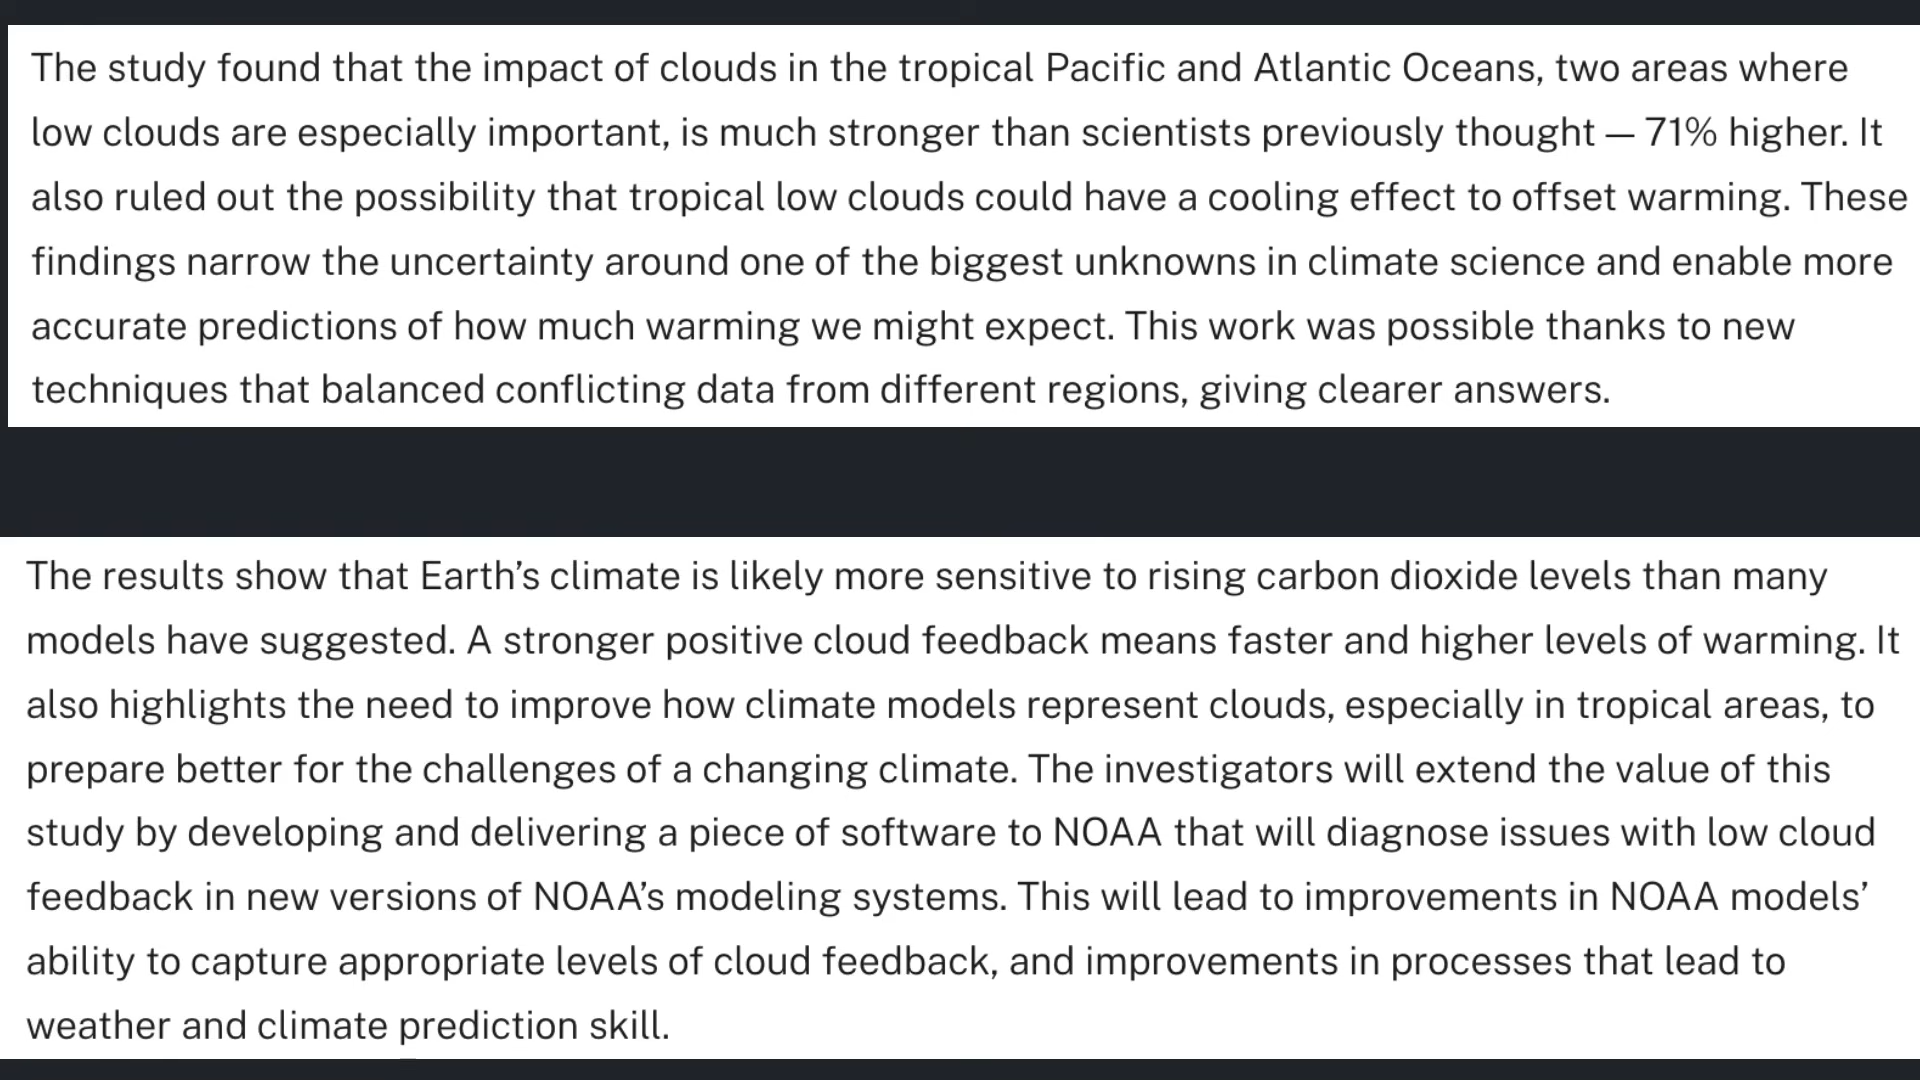 The study found that the impact of clouds in the tropical Pacific and Atlantic Oceans, two areas where
low clouds are especially important, is much stronger than scientists previously thought — 71% higher. It
also ruled out the possibility that tropical low clouds could have a cooling effect to offset warming. These
findings narrow the uncertainty around one of the biggest unknowns in climate science and enable more
accurate predictions of how much warming we might expect. This work was possible thanks to new
techniques that balanced conflicting data from different regions, giving clearer answers.
The results show that Earth’s climate is likely more sensitive to rising carbon dioxide levels than many
models have suggested. A stronger positive cloud feedback means faster and higher levels of warming. It
also highlights the need to improve how climate models represent clouds, especially in tropical areas, to
prepare better for the challenges of a changing climate. The investigators will extend the value of this
study by developing and delivering a piece of software to NOAA that will diagnose issues with low cloud
feedback in new versions of NOAA’s modeling systems. This will lead to improvements in NOAA models’
ability to capture appropriate levels of cloud feedback, and improvements in processes that lead to
weather and climate prediction skill.